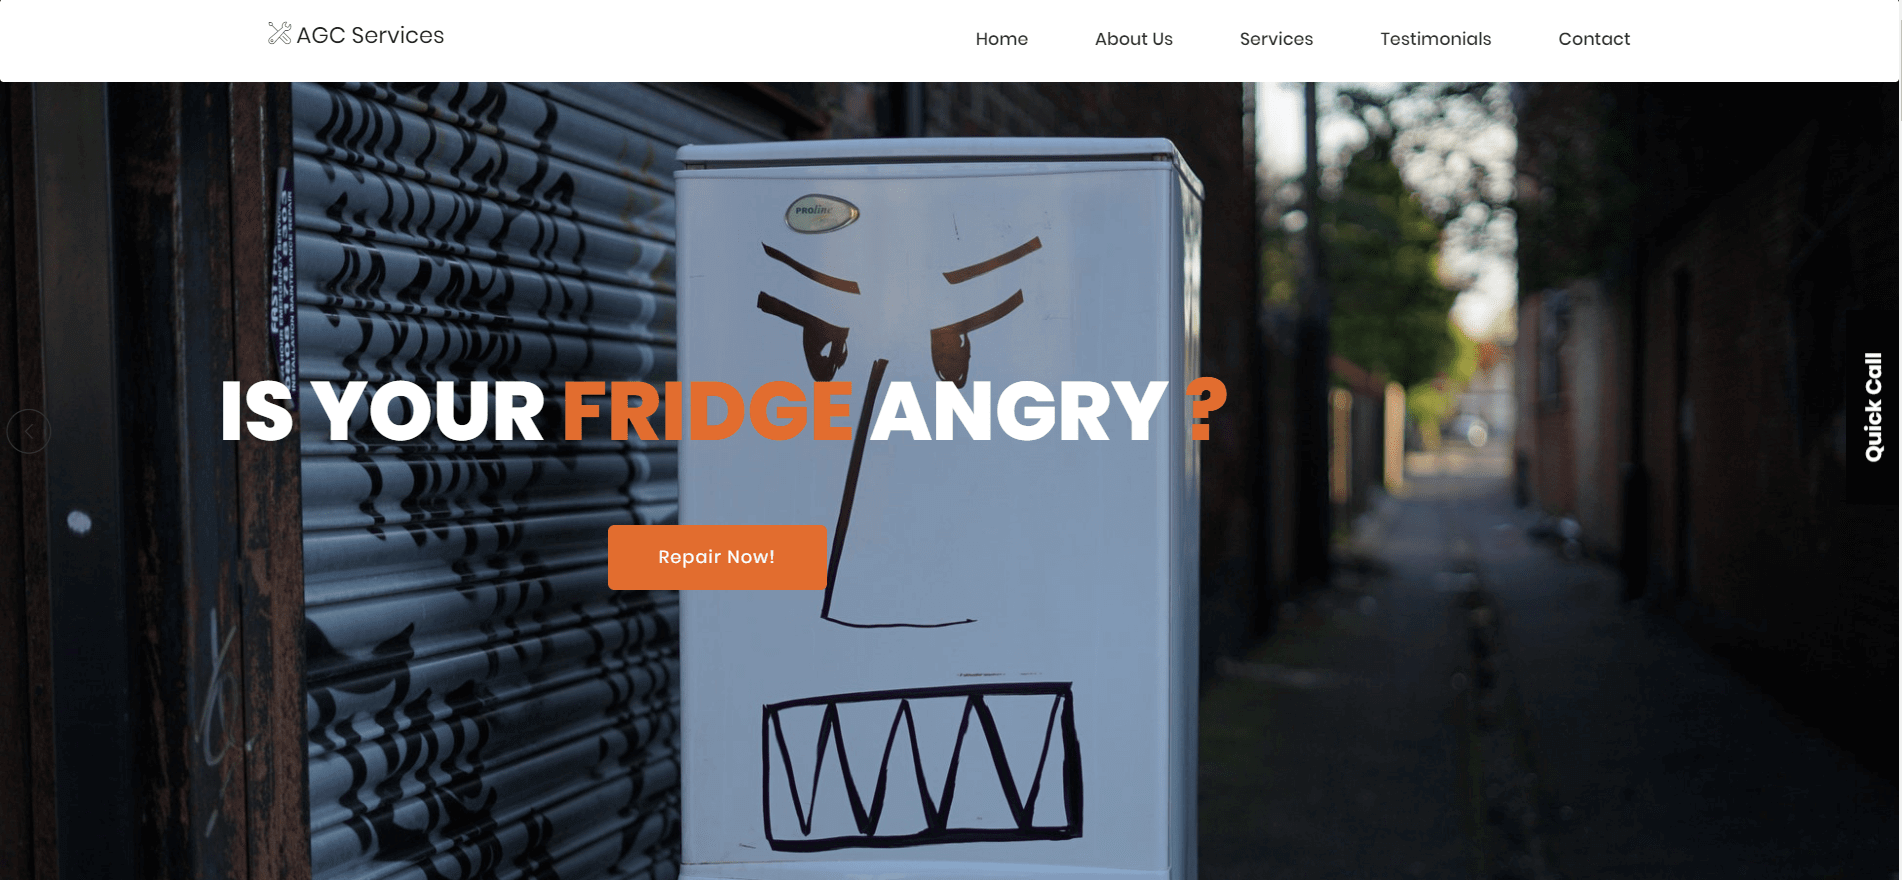 AGC Services
Home
About Us
Services
Testimonials
Contact
PROline
IS YOUR FRIDGE ANGRY ?
Repair Now!
Quick Call